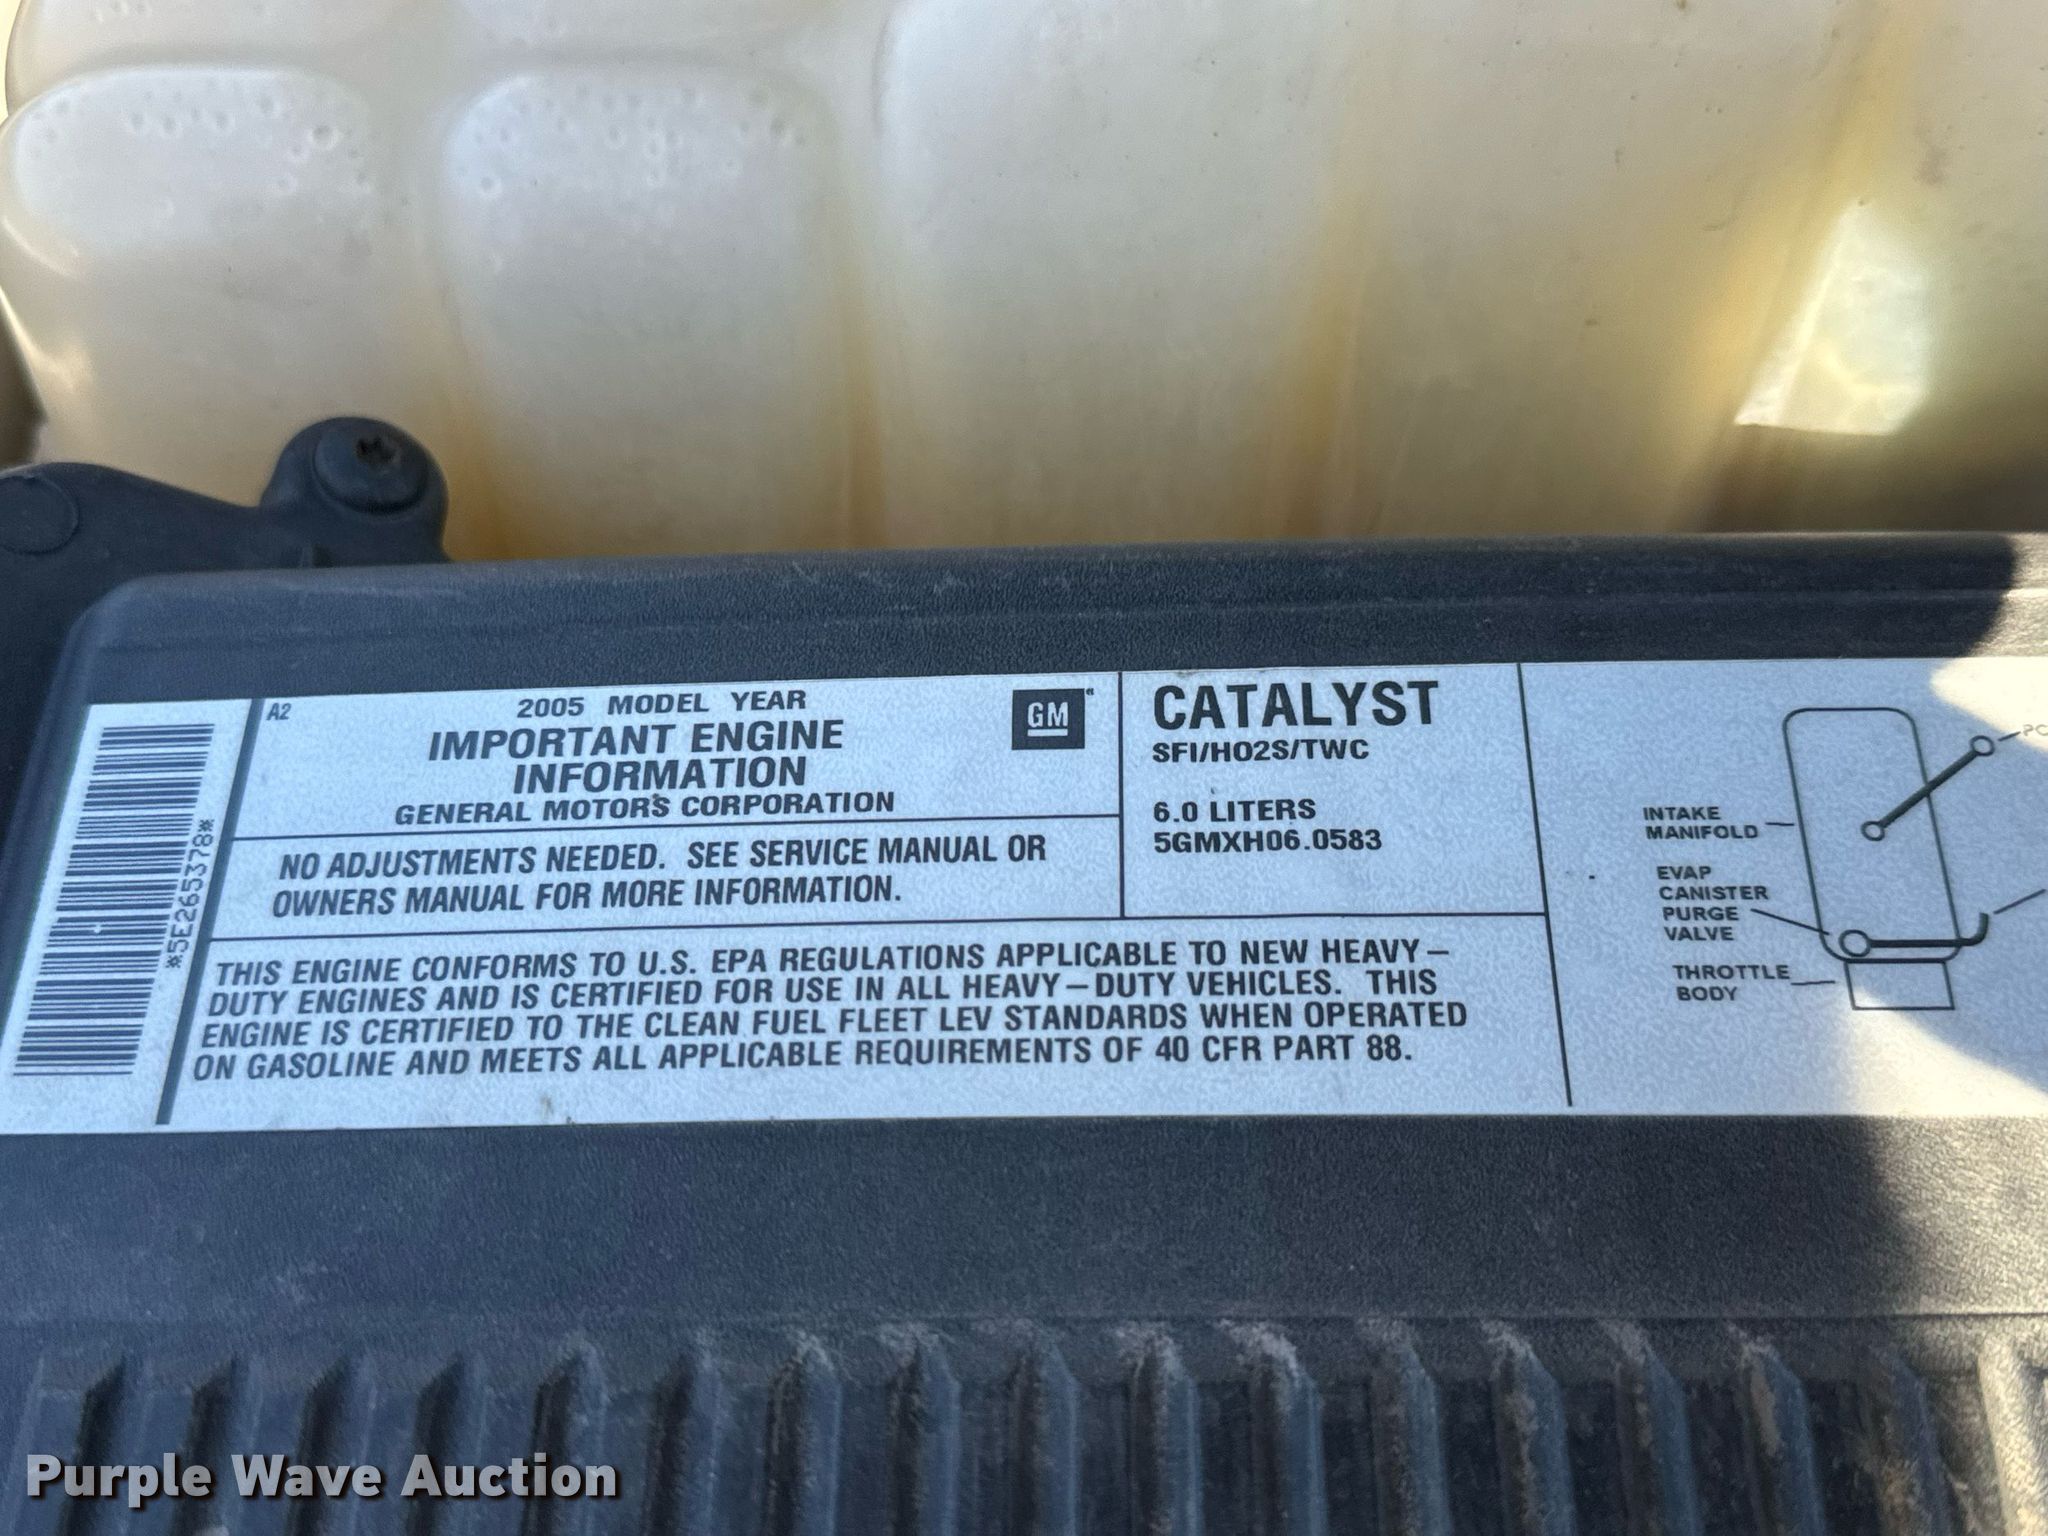 *5E265378*
A2
2005 MODEL YEAR
IMPORTANT ENGINE
INFORMATION
GENERAL MOTORS CORPORATION
GM
NO ADJUSTMENTS NEEDED. SEE SERVICE MANUAL OR
OWNERS MANUAL FOR MORE INFORMATION.
CATALYST
SFI/HO2S/TWC
6.0 LITERS
5GMXH06.0583
THIS ENGINE CONFORMS TO U.S. EPA REGULATIONS APPLICABLE TO NEW HEAVY-
DUTY ENGINES AND IS CERTIFIED FOR USE IN ALL HEAVY-DUTY VEHICLES. THIS
ENGINE IS CERTIFIED TO THE CLEAN FUEL FLEET LEV STANDARDS WHEN OPERATED
ON GASOLINE AND MEETS ALL APPLICABLE REQUIREMENTS OF 40 CFR PART 88.
INTAKE
MANIFOLD
EVAP
CANISTER
PURGE
VALVE
THROTTLE
BODY
Purple Wave Auction